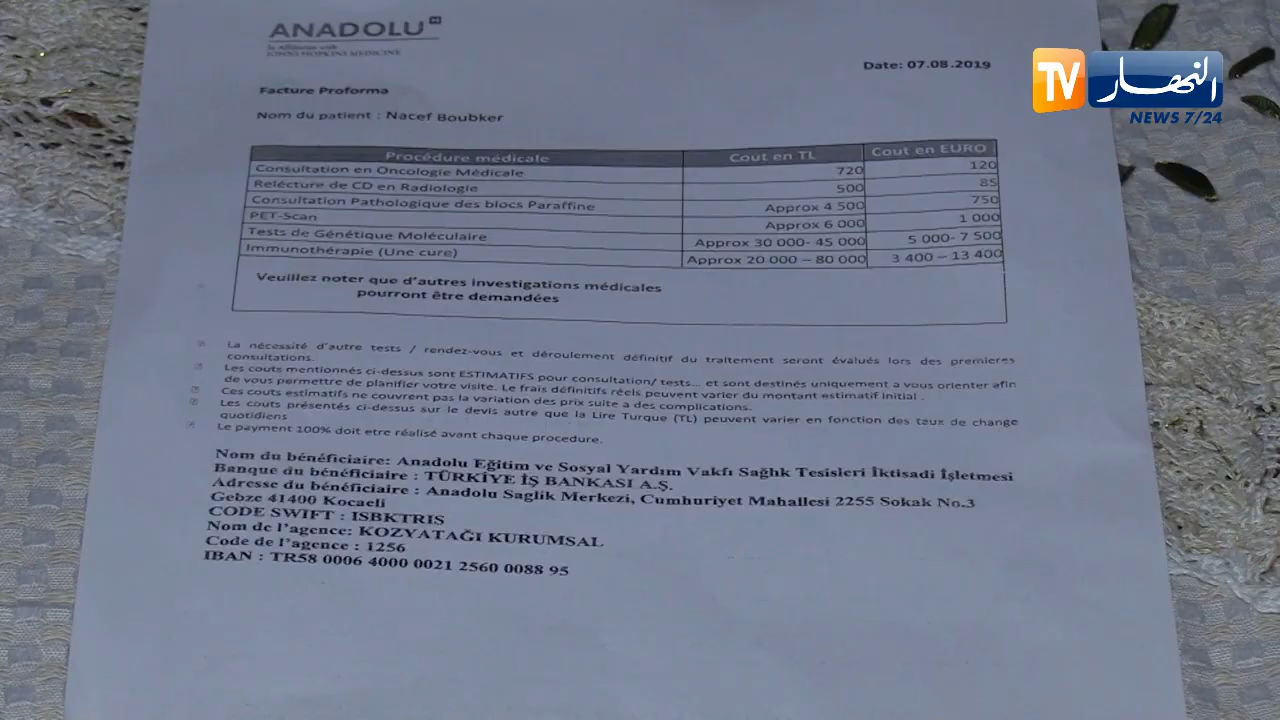 ANADOLU
In Affiliation with
JOHNS HOPKINS MEDICINE
Date: 07.08.2019
النهار TV
NEWS 7/24
Facture Proforma
Nom du patient : Nacef Boubker
Procédure médicale Cout en TL Cout en EURO
Consultation en Oncologie Médicale 720 120
Relécture de CD en Radiologie 500 85
Consultation Pathologique des blocs Paraffine Approx 4 500 750
PET-Scan Approx 6 000 1 000
Tests de Génétique Moléculaire Approx 30 000- 45 000 5 000- 7 500
Immunothérapie (Une cure) Approx 20 000 – 80 000 3 400 – 13 400
Veuillez noter que d'autres investigations médicales
pourront être demandées
La nécessité d'autre tests / rendez-vous et déroulement définitif du traitement seront évalués lors des premieres
consultations.
Les couts mentionnés ci-dessus sont ESTIMATIFS pour consultation/ tests... et sont destinés uniquement a vous orienter afin
de vous permettre de planifier votre visite. Le frais définitifs réels peuvent varier du montant estimatif initial .
Ces couts estimatifs ne couvrent pas la variation des prix suite a des complications.
Les couts présentés ci-dessus sur le devis autre que la Lire Turque (TL) peuvent varier en fonction des taux de change
quotidiens
Le payment 100% doit etre réalisé avant chaque procedure.
Nom du bénéficiaire: Anadolu Eğitim ve Sosyal Yardım Vakfı Sağlık Tesisleri İktisadi İşletmesi
Banque du bénéficiaire : TÜRKİYE İŞ BANKASI A.Ş.
Adresse du bénéficiaire : Anadolu Saglik Merkezi, Cumhuriyet Mahallesi 2255 Sokak No.3
Gebze 41400 Kocaeli
CODE SWIFT : ISBKTRIS
Nom de l'agence: KOZYATAĞI KURUMSAL
Code de l'agence : 1256
IBAN : TR58 0006 4000 0021 2560 0088 95